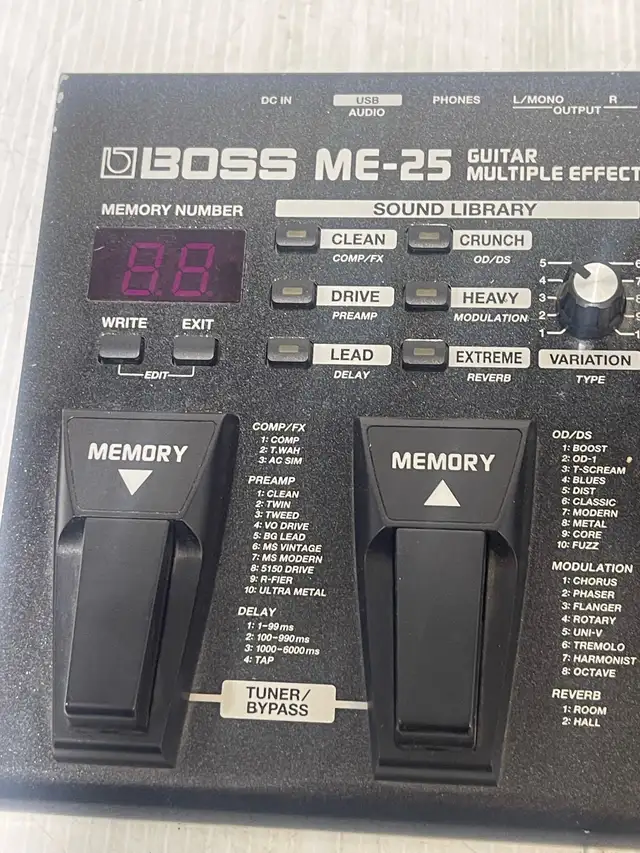 DC IN
USB
AUDIO
PHONES
L/MONO
R
OUTPUT
BOSS ME-25 GUITAR
MULTIPLE EFFECT
MEMORY NUMBER
SOUND LIBRARY
8.8.
CLEAN
COMP/FX
CRUNCH
OD/DS
DRIVE
PREAMP
HEAVY
MODULATION
LEAD
DELAY
EXTREME
REVERB
WRITE
EXIT
EDIT
5
4
3
2
1
VARIATION
TYPE
MEMORY
MEMORY
COMP/FX
1: COMP
2: T.WAH
3: AC SIM
PREAMP
1: CLEAN
2: TWIN
3: TWEED
4: VO DRIVE
5: BG LEAD
6: MS VINTAGE
7: MS MODERN
8: 5150 DRIVE
9: R-FIER
10: ULTRA METAL
DELAY
1: 1-99ms
2: 100-990ms
3: 1000-6000ms
4: TAP
TUNER/
BYPASS
OD/DS
1: BOOST
2: OD-1
3: T-SCREAM
4: BLUES
5: DIST
6: CLASSIC
7: MODERN
8: METAL
9: CORE
10: FUZZ
MODULATION
1: CHORUS
2: PHASER
3: FLANGER
4: ROTARY
5: UNI-V
6: TREMOLO
7: HARMONIST
8: OCTAVE
REVERB
1: ROOM
2: HALL